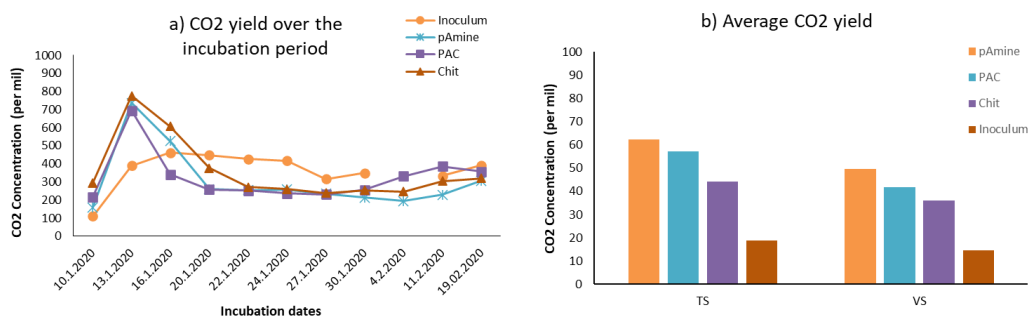 a) CO2 yield over the
incubation period
Inoculum
pAmine
PAC
Chit
CO2 Concentration (per mil)
1000
900
800
700
600
500
400
300
200
100
0
10.1.2020
13.1.2020
16.1.2020
20.1.2020
22.1.2020
24.1.2020
27.1.2020
30.1.2020
4.2.2020
11.2.2020
19.02.2020
Incubation dates
b) Average CO2 yield
CO2 Concentration (per mil)
100
90
80
70
60
50
40
30
20
10
0
TS
VS
pAmine
PAC
Chit
Inoculum